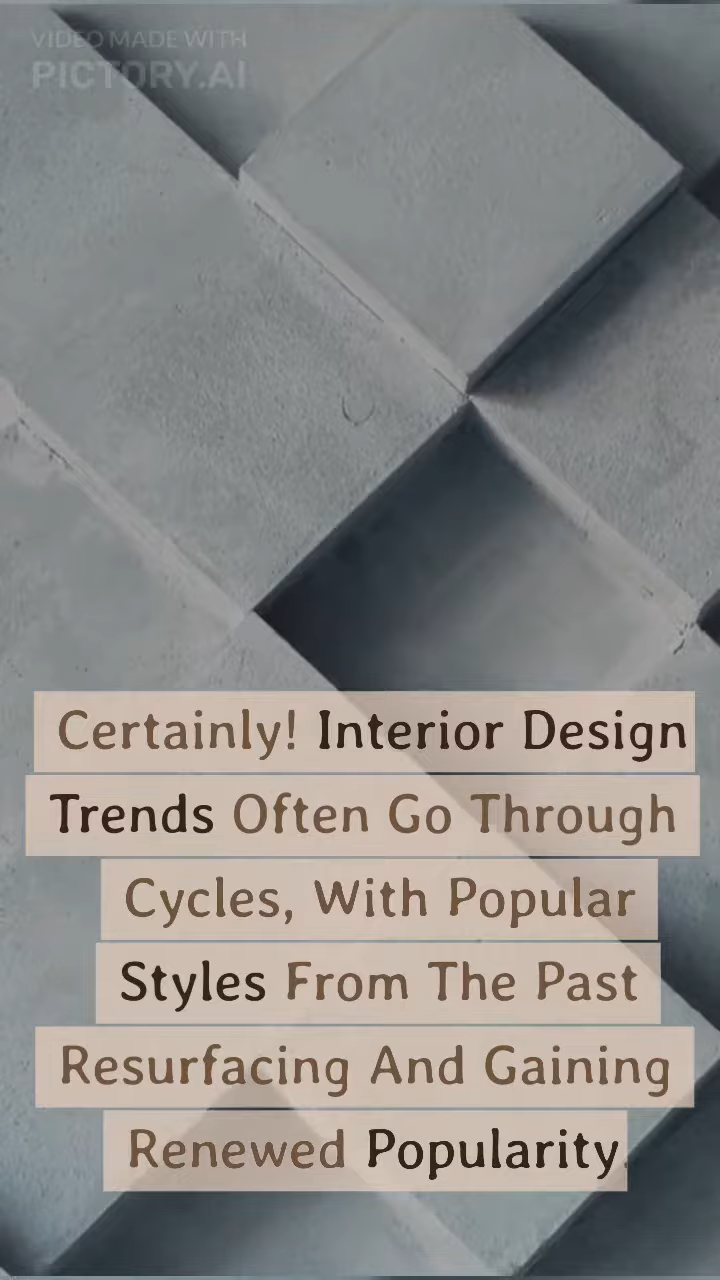 VIDEO MADE WITH
PICTORY.AI
Certainly! Interior Design
Trends Often Go Through
Cycles, With Popular
Styles From The Past
Resurfacing And Gaining
Renewed Popularity.